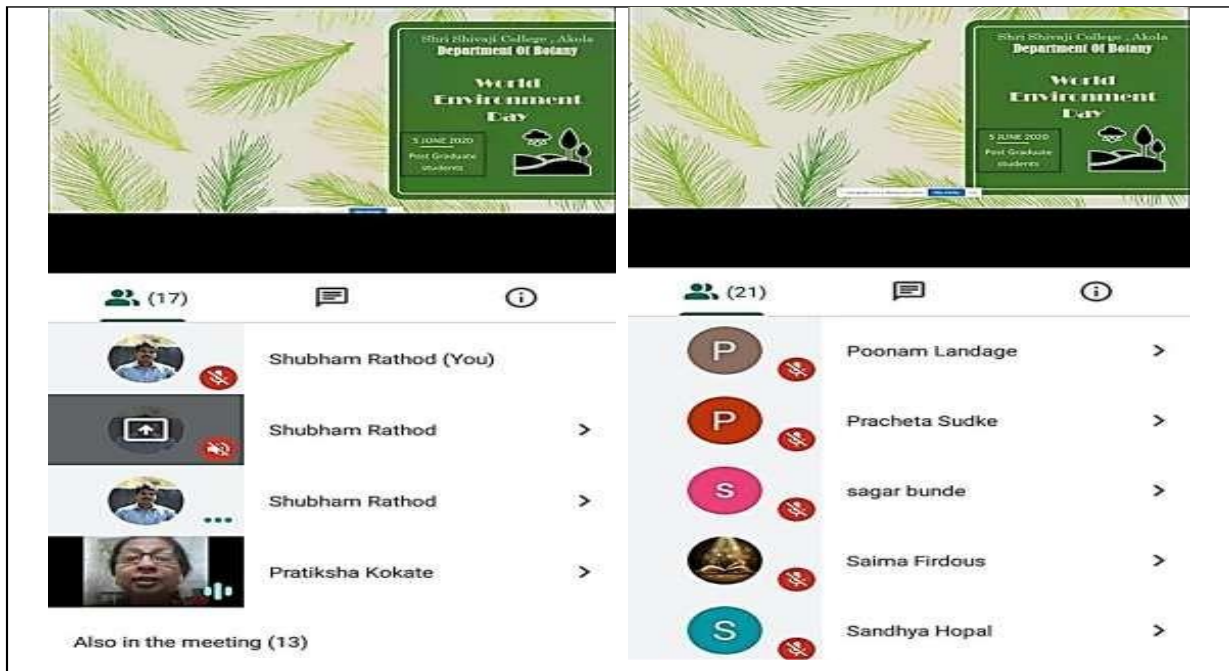 Shri Shivaji College , Akola
Department Of Botany
World
Environment
Day
5 JUNE 2020
Post Graduate
students
(17)
Shubham Rathod (You)
Shubham Rathod
Shubham Rathod
Pratiksha Kokate
Also in the meeting (13)
Shri Shivaji College , Akola
Department Of Botany
World
Environment
Day
5 JUNE 2020
Post Graduate
students
(21)
P
Poonam Landage
P
Pracheta Sudke
S
sagar bunde
Saima Firdous
S
Sandhya Hopal